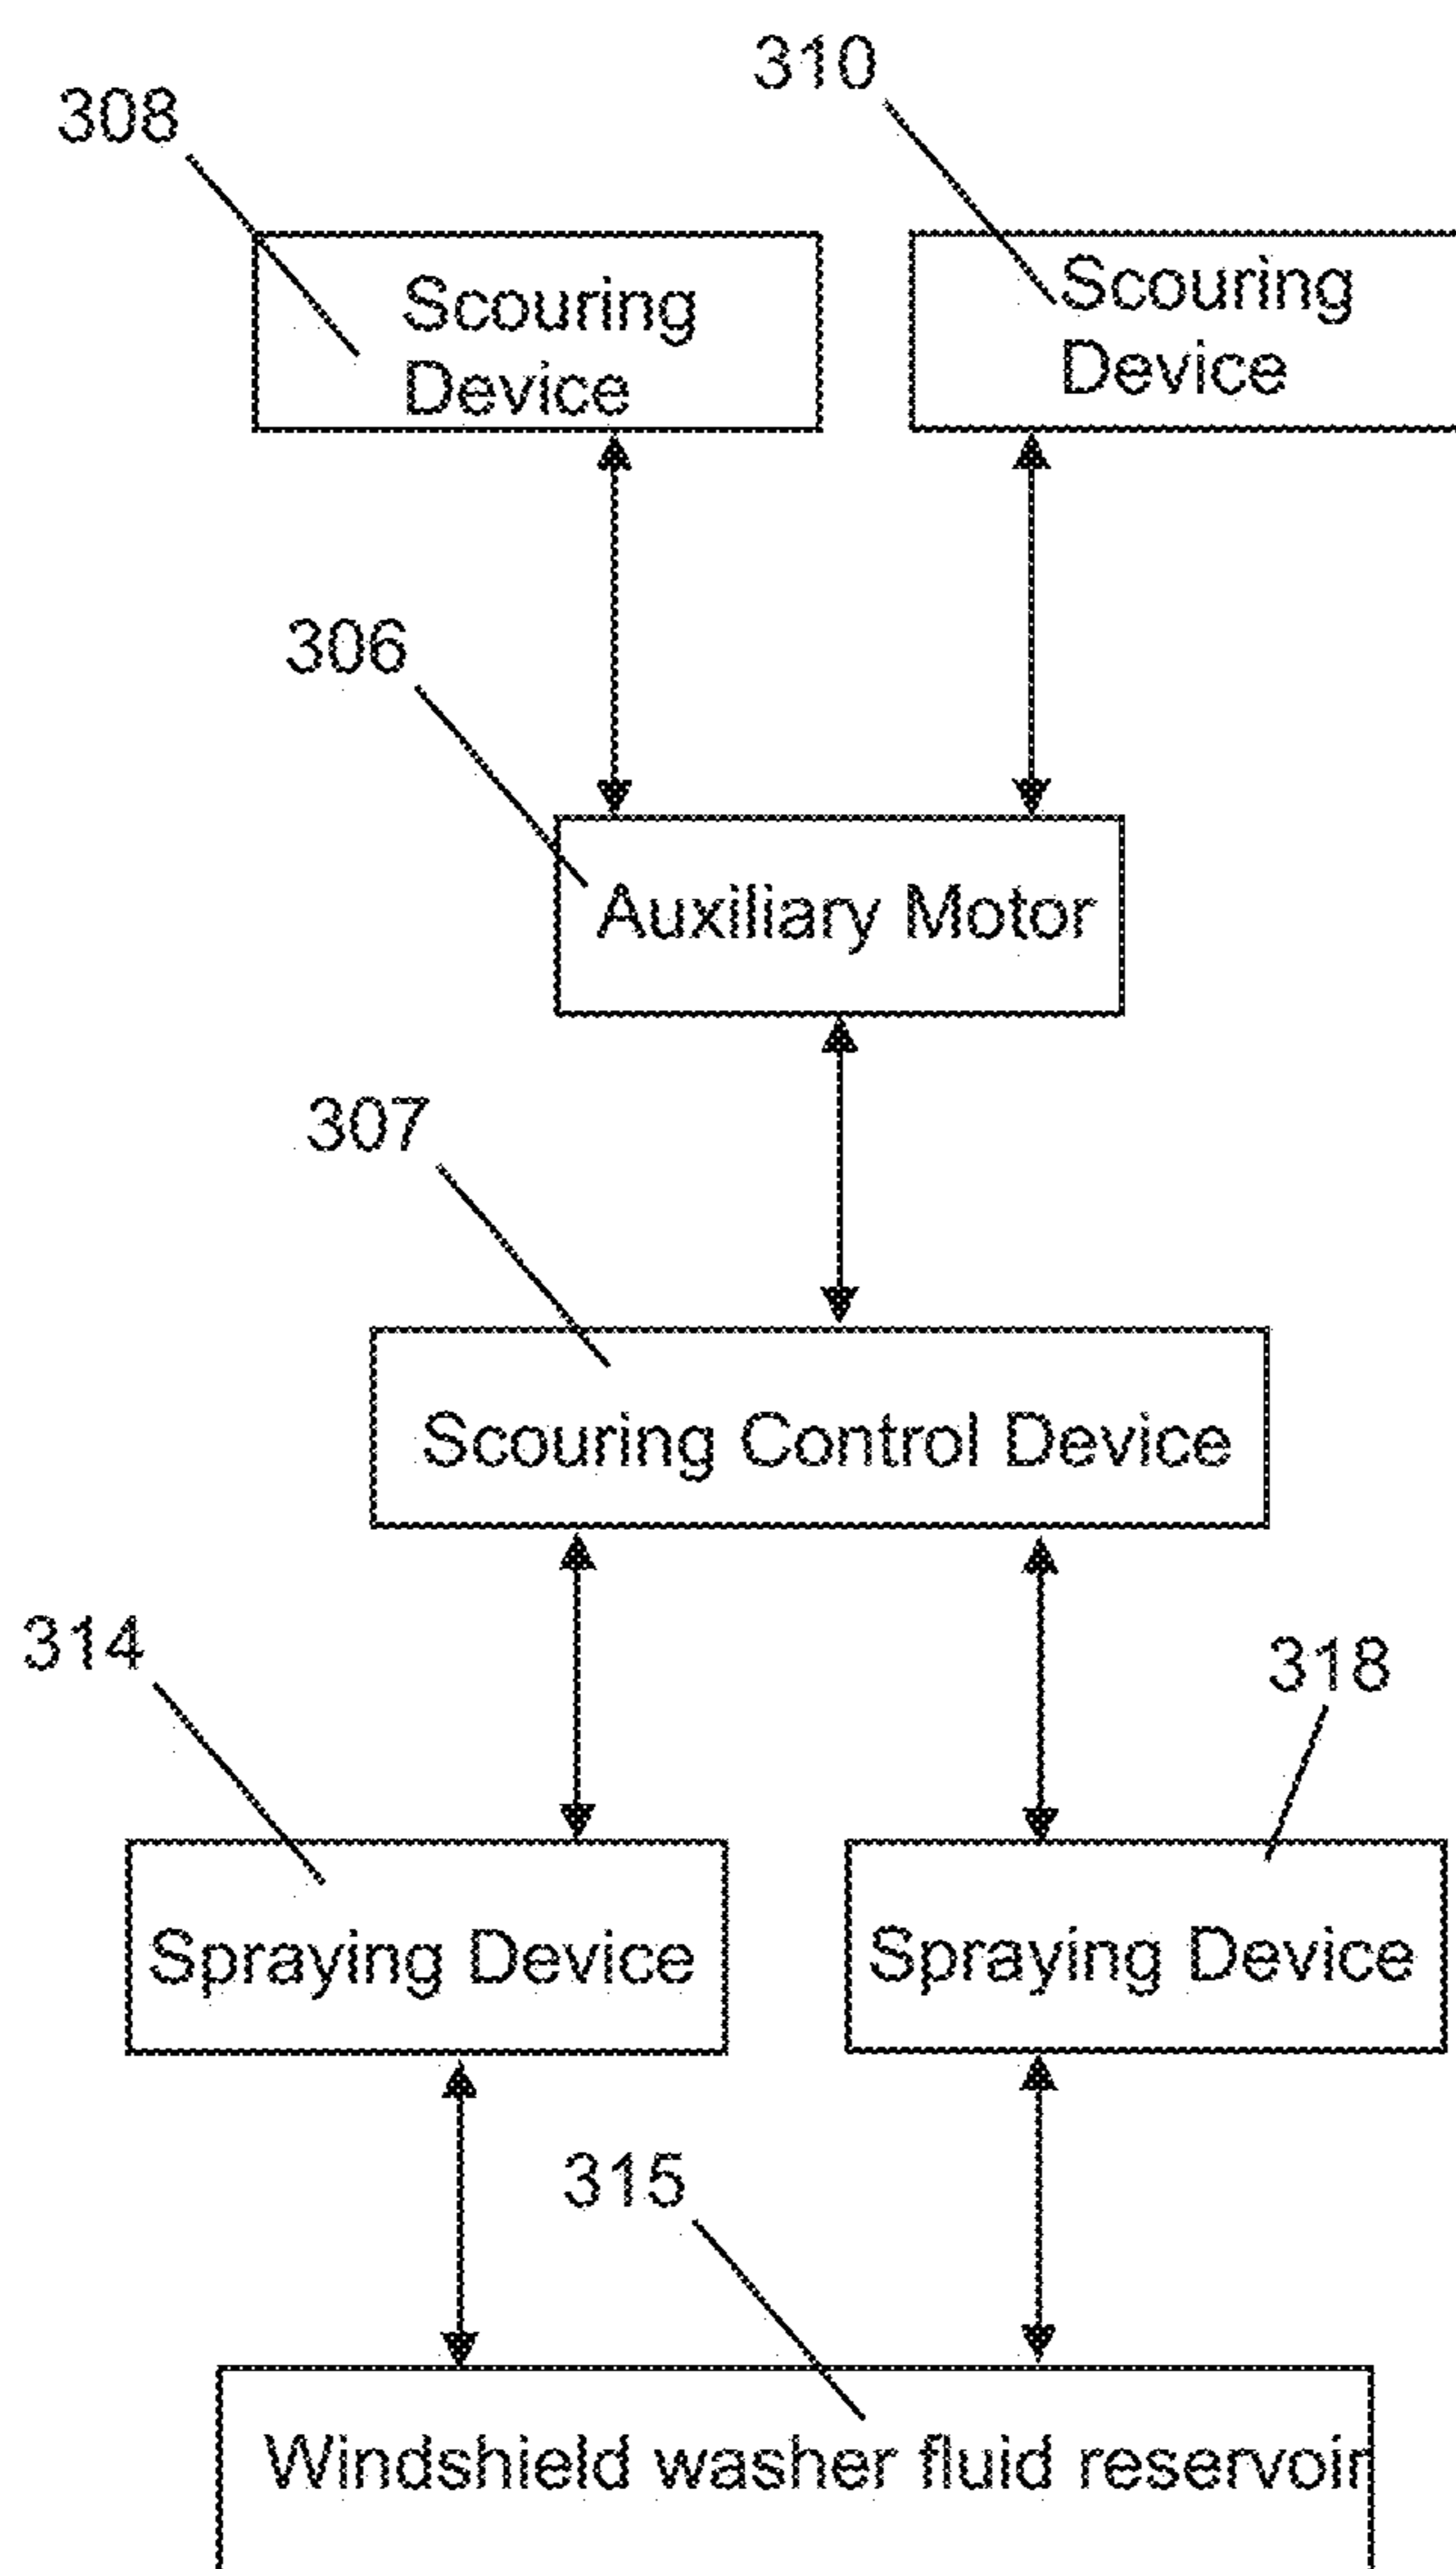 310
308
Scouring
Device
Scouring
Device
306
Auxiliary Motor
307
Scouring Control Device
314
318
Spraying Device
Spraying Device
315
Windshield washer fluid reservoir